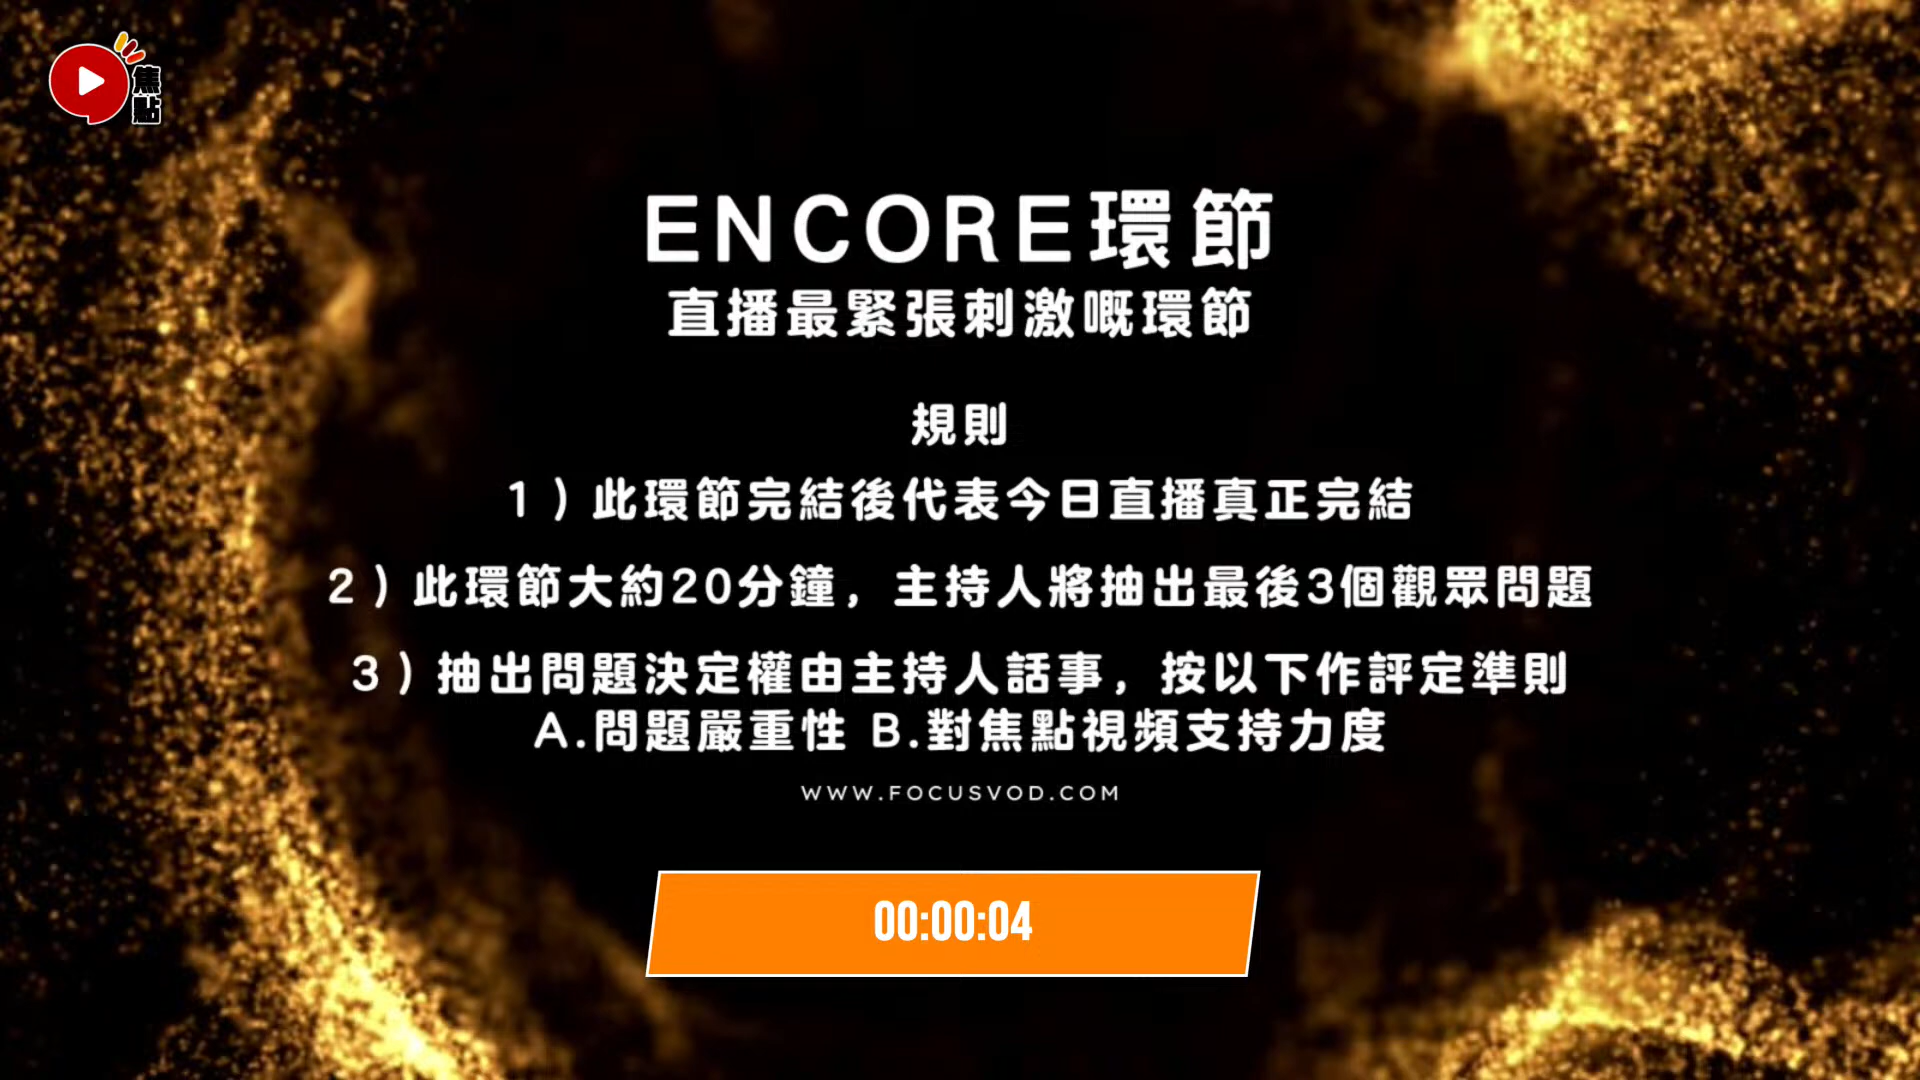 焦點
ENCORE環節
直播最緊張刺激嘅環節
規則
1）此環節完結後代表今日直播真正完結
2）此環節大約20分鐘，主持人將抽出最後3個觀眾問題
3）抽出問題決定權由主持人話事，按以下作評定準則
A.問題嚴重性 B.對焦點視頻支持力度
WWW.FOCUSVOD.COM
00:00:04